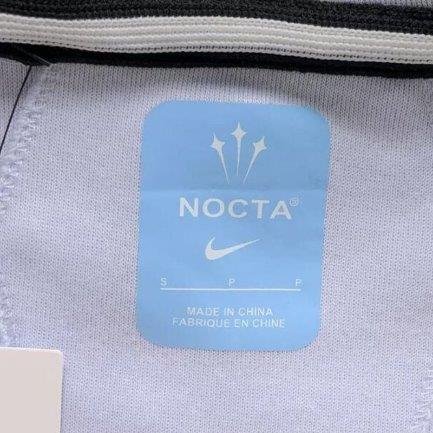 NOCTA®
S P P
MADE IN CHINA
FABRIQUE EN CHINE